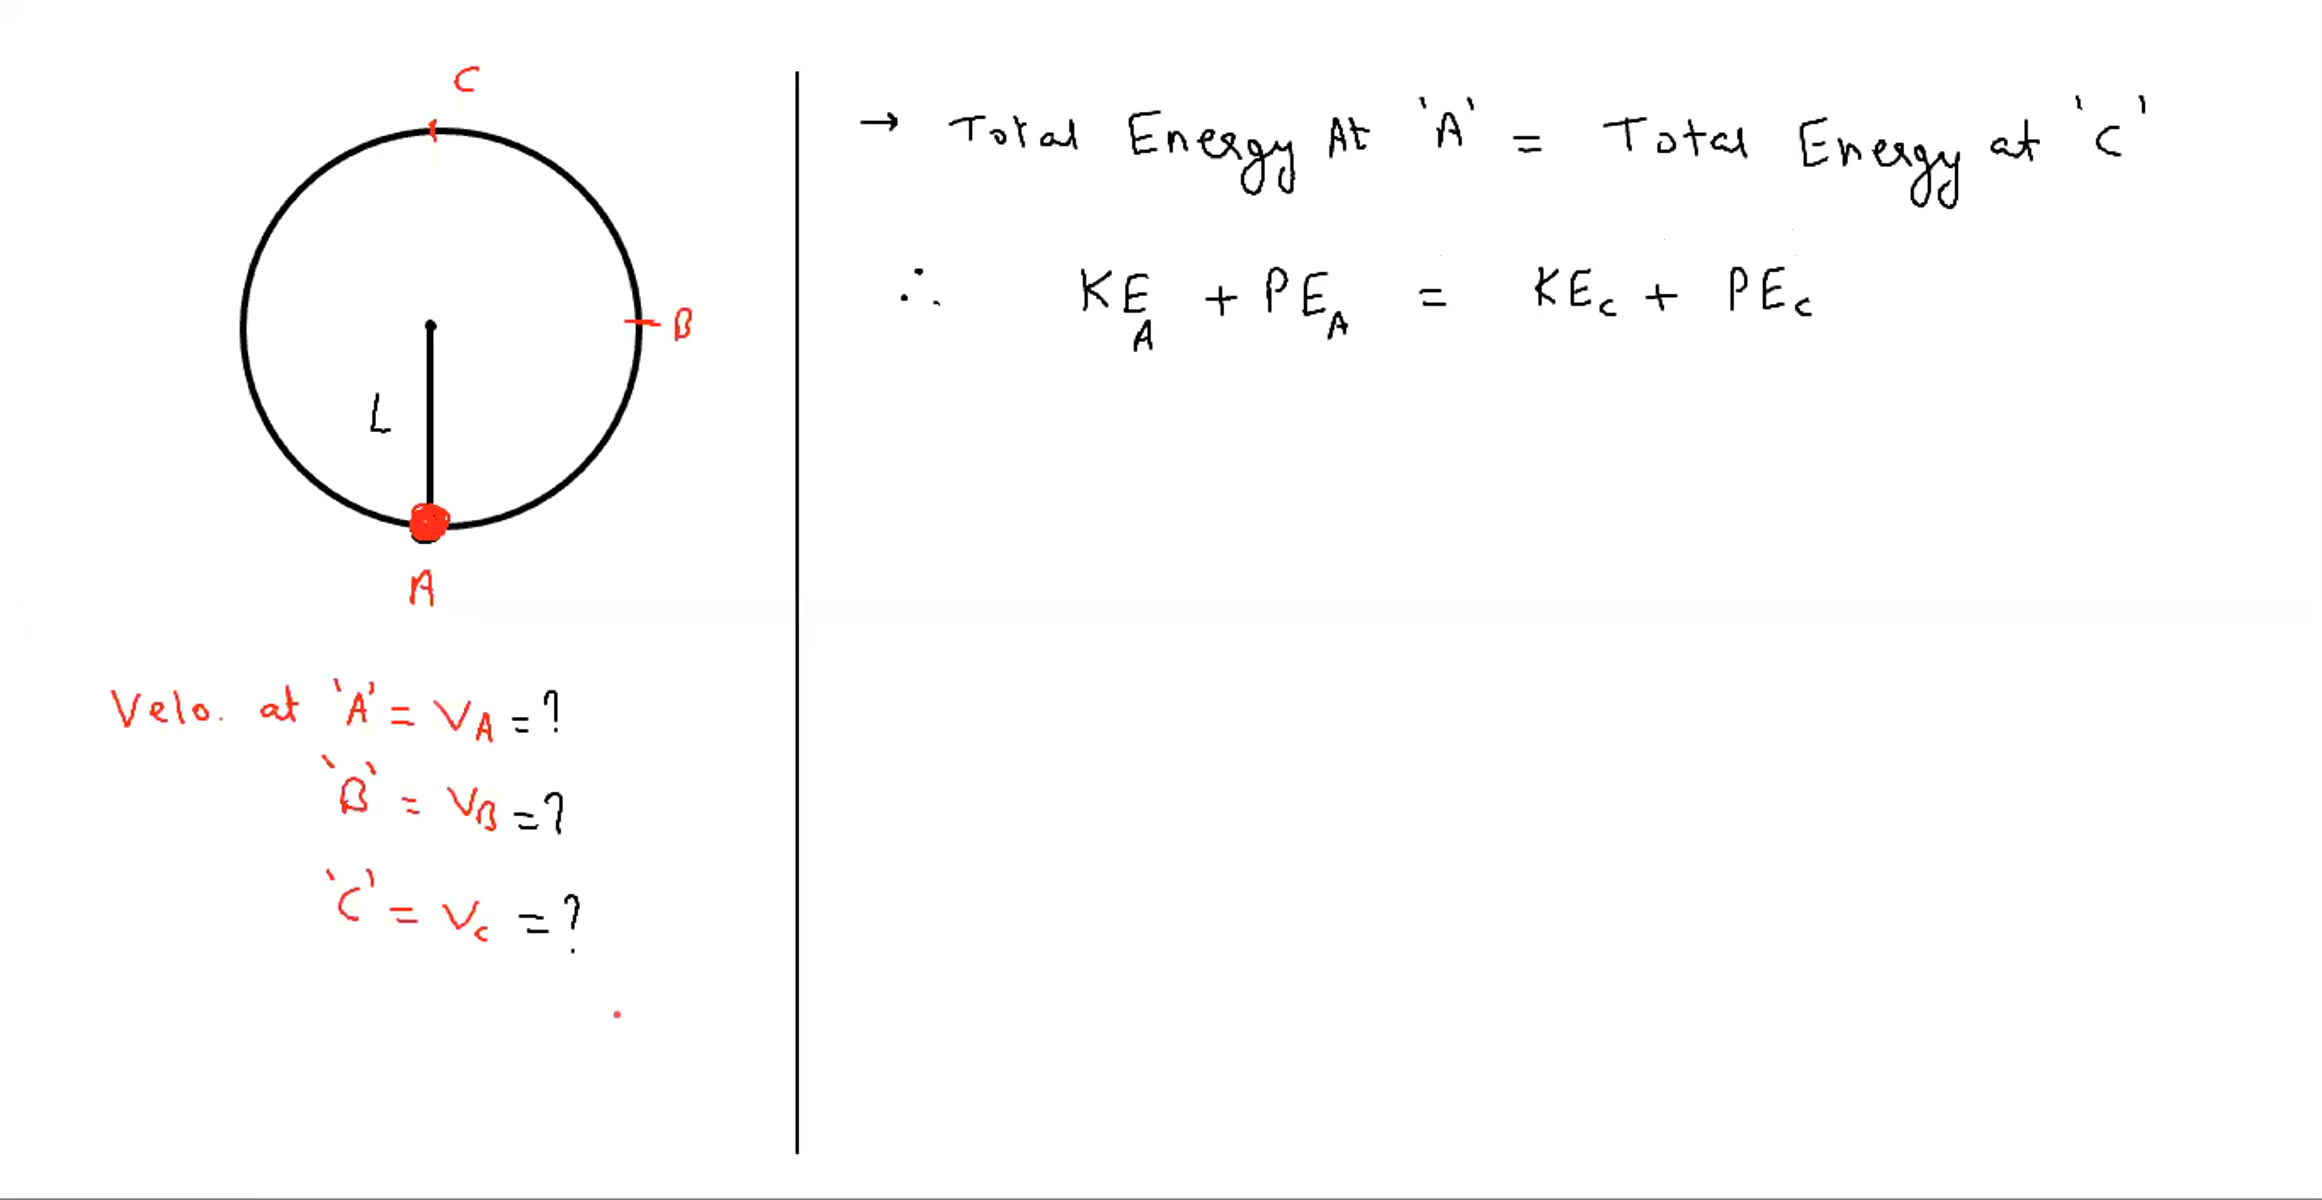 C
B
L
A
Velo. at 'A' = VA = ?
'B' = VB = ?
'C' = Vc = ?
→ Total Energy At 'A' = Total Energy at 'C'
∴ KEA + PEA = KEc + PEc